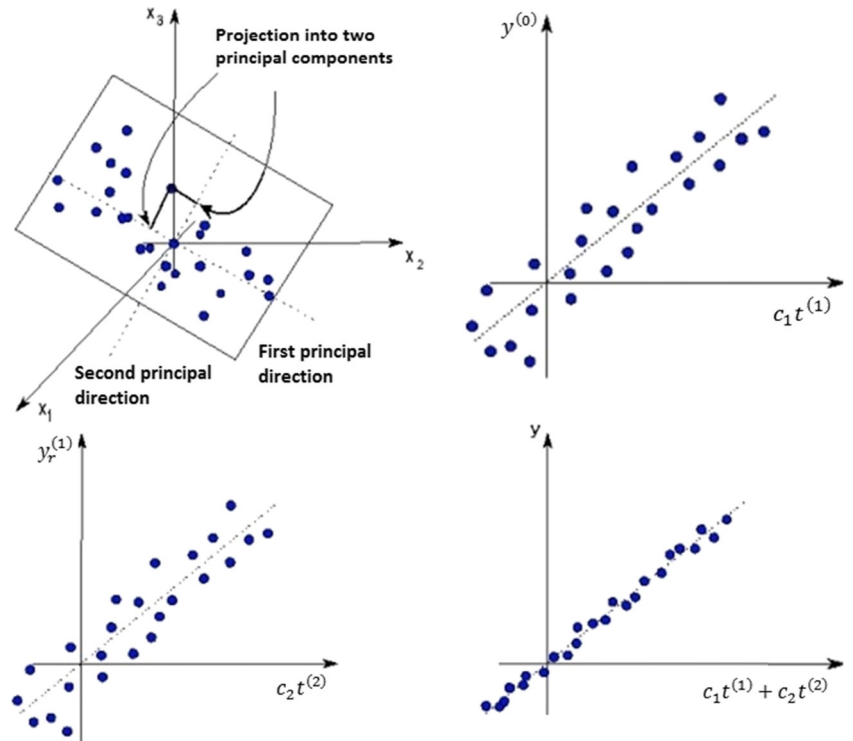 x₃
Projection into two
principal components
x₂
First principal
direction
Second principal
direction
x₁
y⁽⁰⁾
c₁t⁽¹⁾
yᵣ⁽¹⁾
c₂t⁽²⁾
y
c₁t⁽¹⁾ + c₂t⁽²⁾